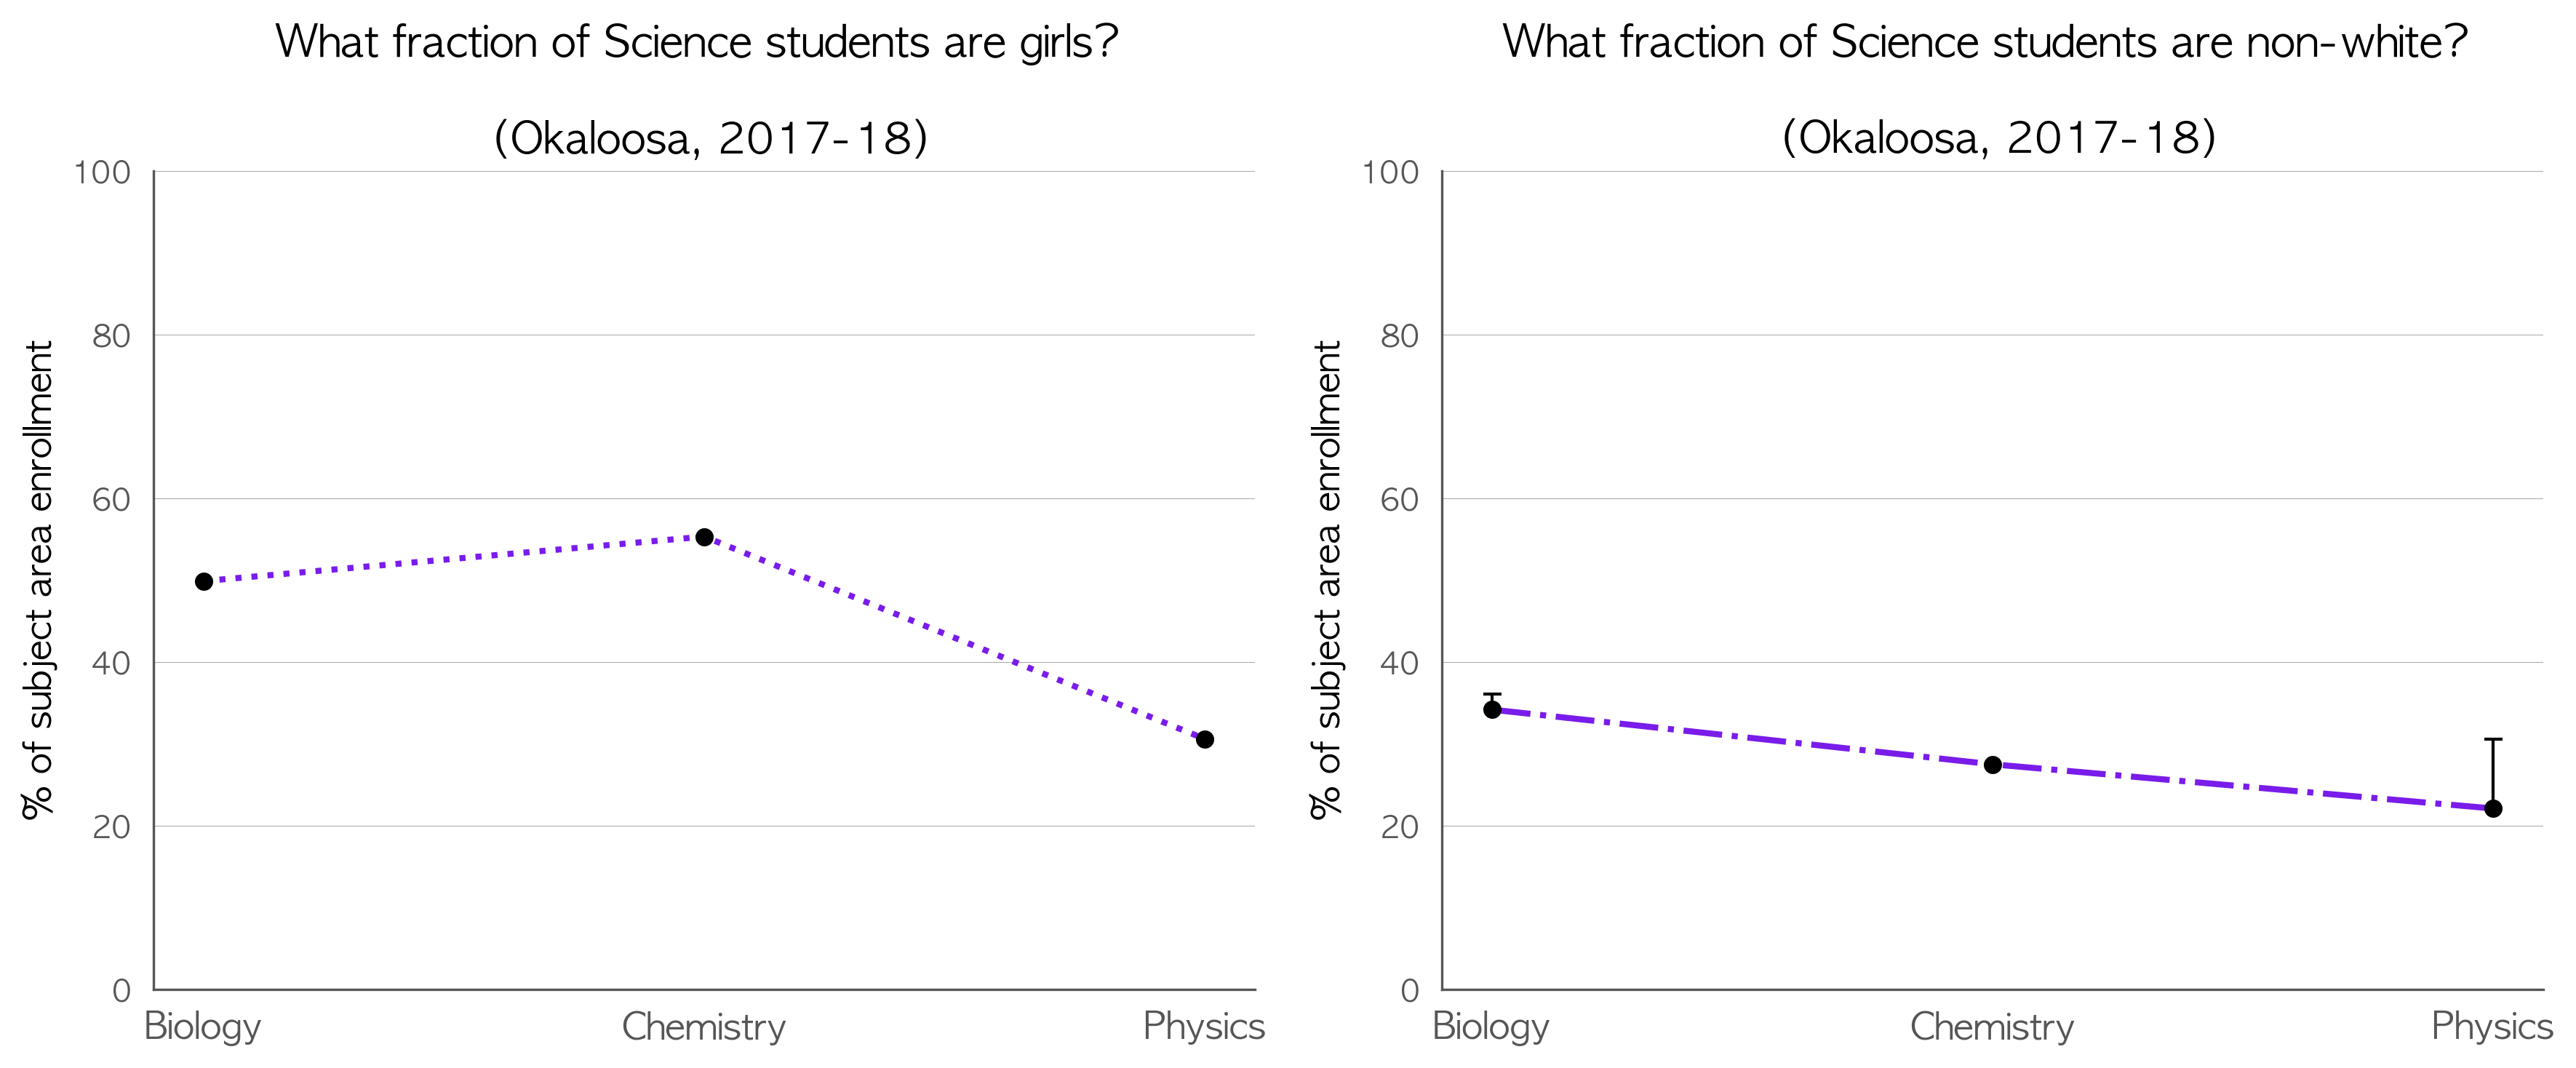 What fraction of Science students are girls?
(Okaloosa, 2017-18)
100
80
60
40
20
0
% of subject area enrollment
Biology
Chemistry
Physics
What fraction of Science students are non-white?
(Okaloosa, 2017-18)
100
80
60
40
20
0
% of subject area enrollment
Biology
Chemistry
Physics